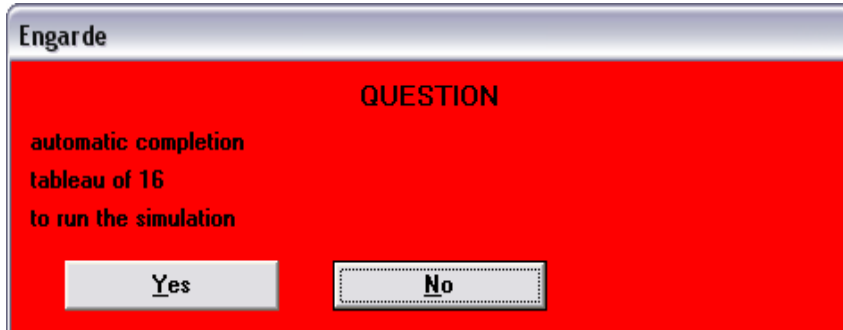 Engarde
QUESTION
automatic completion
tableau of 16
to run the simulation
Yes
No